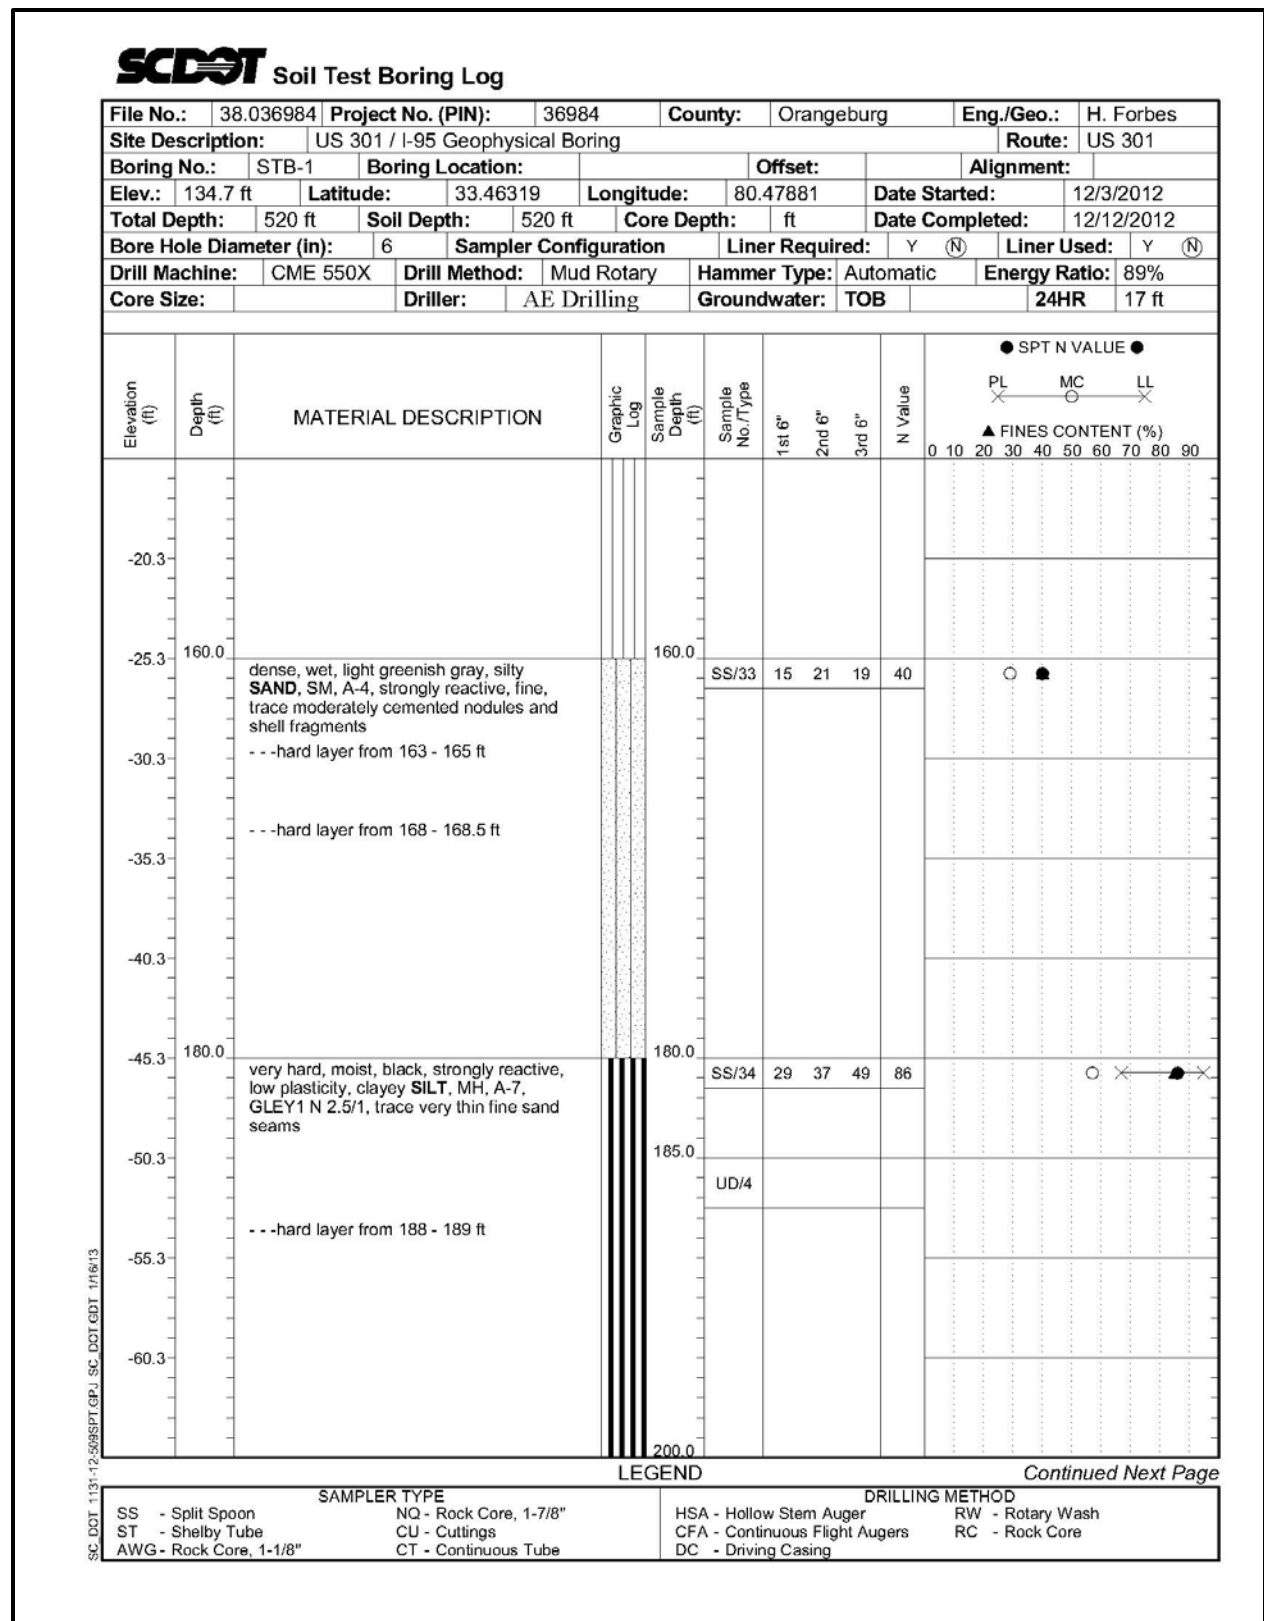 SCDOT Soil Test Boring Log
File No.: 38.036984 Project No. (PIN): 36984 County: Orangeburg Eng./Geo.: H. Forbes
Site Description: US 301 / I-95 Geophysical Boring Route: US 301
Boring No.: STB-1 Boring Location: Offset: Alignment:
Elev.: 134.7 ft Latitude: 33.46319 Longitude: 80.47881 Date Started: 12/3/2012
Total Depth: 520 ft Soil Depth: 520 ft Core Depth: ft Date Completed: 12/12/2012
Bore Hole Diameter (in): 6 Sampler Configuration Liner Required: Y N Liner Used: Y N
Drill Machine: CME 550X Drill Method: Mud Rotary Hammer Type: Automatic Energy Ratio: 89%
Core Size: Driller: AE Drilling Groundwater: TOB 24HR 17 ft
Elevation (ft)
Depth (ft)
MATERIAL DESCRIPTION
Graphic Log
Sample Depth (ft)
Sample No./Type
1st 6"
2nd 6"
3rd 6"
N Value
● SPT N VALUE ●
PL MC LL
▲ FINES CONTENT (%)
0 10 20 30 40 50 60 70 80 90
-20.3
-25.3 160.0 160.0
dense, wet, light greenish gray, silty SS/33 15 21 19 40
SAND, SM, A-4, strongly reactive, fine,
trace moderately cemented nodules and
shell fragments
- - -hard layer from 163 - 165 ft
-30.3
- - -hard layer from 168 - 168.5 ft
-35.3
-40.3
-45.3 180.0 180.0
very hard, moist, black, strongly reactive, SS/34 29 37 49 86
low plasticity, clayey SILT, MH, A-7,
GLEY1 N 2.5/1, trace very thin fine sand
seams
-50.3 185.0
UD/4
- - -hard layer from 188 - 189 ft
-55.3
-60.3
200.0
LEGEND
Continued Next Page
SAMPLER TYPE
SS - Split Spoon NQ - Rock Core, 1-7/8"
ST - Shelby Tube CU - Cuttings
AWG - Rock Core, 1-1/8" CT - Continuous Tube
DRILLING METHOD
HSA - Hollow Stem Auger RW - Rotary Wash
CFA - Continuous Flight Augers RC - Rock Core
DC - Driving Casing
SC_DOT 1131-12-509SPT.GPJ SC_DOT.GDT 1/16/13